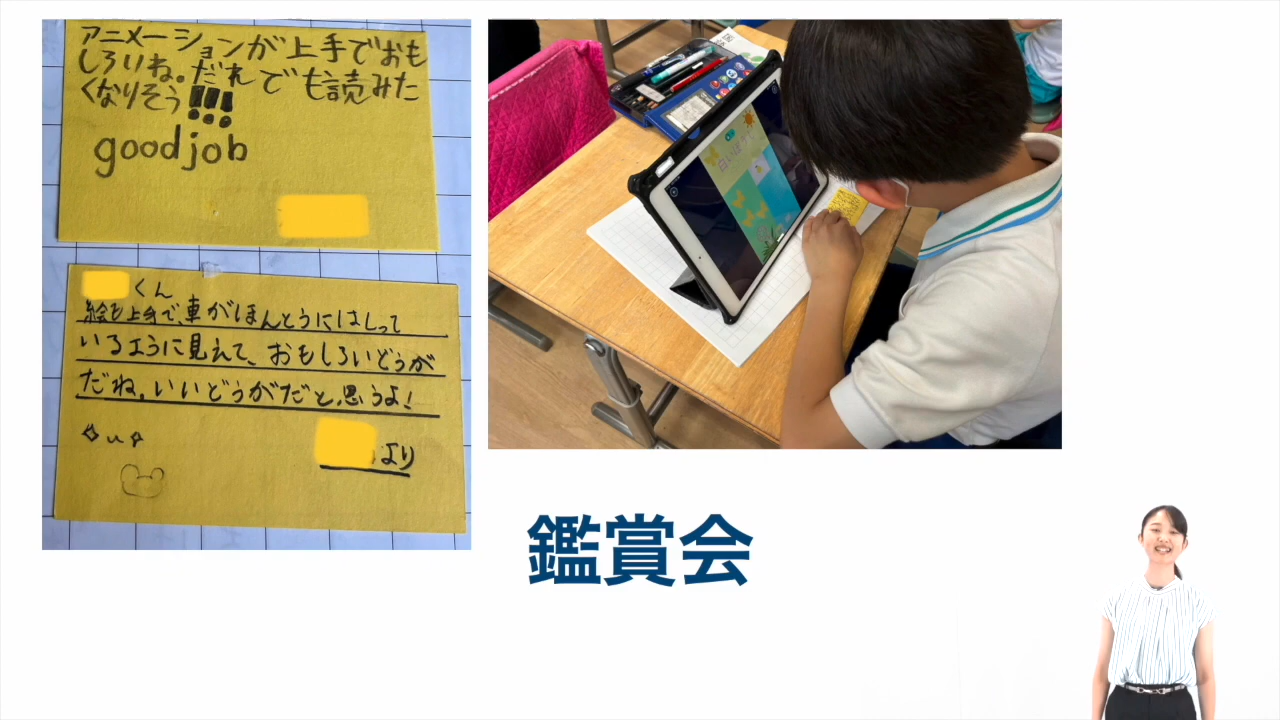 アニメーションが上手でおも
しろいね。だれでも読みた
くなりそう!!!
goodjob
くん
絵も上手で、車がほんとうにはしって
いるように見えて、おもしろいどうが
だね。いいどうがだと思うよ!
より
鑑賞会